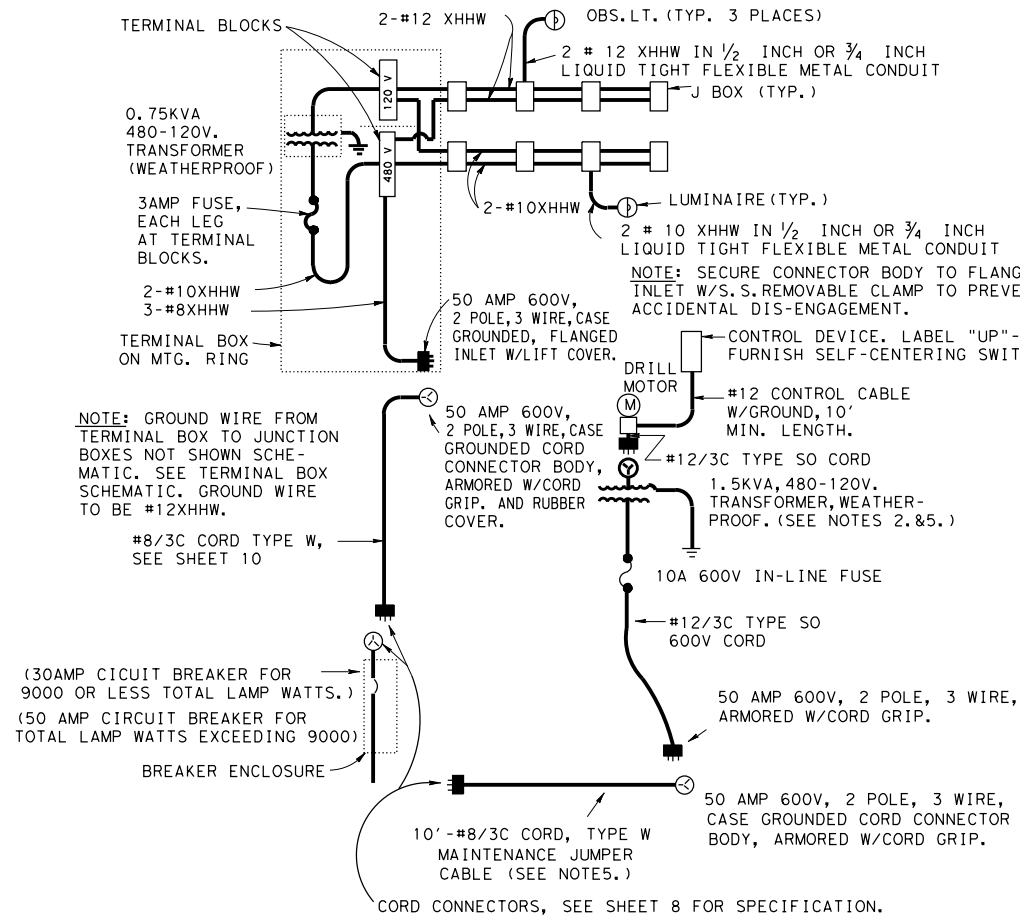 TERMINAL BLOCKS
2-#12 XHHW
OBS.LT. (TYP. 3 PLACES)
2 # 12 XHHW IN 1/2 INCH OR 3/4 INCH
LIQUID TIGHT FLEXIBLE METAL CONDUIT
J BOX (TYP.)
120 V
480 V
0.75KVA
480-120V.
TRANSFORMER
(WEATHERPROOF)
3AMP FUSE,
EACH LEG
AT TERMINAL
BLOCKS.
2-#10XHHW
3-#8XHHW
TERMINAL BOX
ON MTG. RING
2-#10XHHW
LUMINAIRE(TYP.)
2 # 10 XHHW IN 1/2 INCH OR 3/4 INCH
LIQUID TIGHT FLEXIBLE METAL CONDUIT
NOTE: SECURE CONNECTOR BODY TO FLANG
INLET W/S.S.REMOVABLE CLAMP TO PREVE
ACCIDENTAL DIS-ENGAGEMENT.
50 AMP 600V,
2 POLE,3 WIRE,CASE
GROUNDED, FLANGED
INLET W/LIFT COVER.
CONTROL DEVICE. LABEL "UP"-
FURNISH SELF-CENTERING SWIT
DRILL
MOTOR
M
#12 CONTROL CABLE
W/GROUND,10'
MIN. LENGTH.
#12/3C TYPE SO CORD
1.5KVA,480-120V.
TRANSFORMER,WEATHER-
PROOF.(SEE NOTES 2.&5.)
NOTE: GROUND WIRE FROM
TERMINAL BOX TO JUNCTION
BOXES NOT SHOWN SCHE-
MATIC. SEE TERMINAL BOX
SCHEMATIC. GROUND WIRE
TO BE #12XHHW.
50 AMP 600V,
2 POLE,3 WIRE,CASE
GROUNDED CORD
CONNECTOR BODY,
ARMORED W/CORD
GRIP. AND RUBBER
COVER.
#8/3C CORD TYPE W,
SEE SHEET 10
10A 600V IN-LINE FUSE
#12/3C TYPE SO
600V CORD
(30AMP CICUIT BREAKER FOR
9000 OR LESS TOTAL LAMP WATTS.)
(50 AMP CIRCUIT BREAKER FOR
TOTAL LAMP WATTS EXCEEDING 9000)
BREAKER ENCLOSURE
50 AMP 600V, 2 POLE, 3 WIRE,
ARMORED W/CORD GRIP.
10'-#8/3C CORD, TYPE W
MAINTENANCE JUMPER
CABLE (SEE NOTE5.)
50 AMP 600V, 2 POLE, 3 WIRE,
CASE GROUNDED CORD CONNECTOR
BODY, ARMORED W/CORD GRIP.
CORD CONNECTORS, SEE SHEET 8 FOR SPECIFICATION.